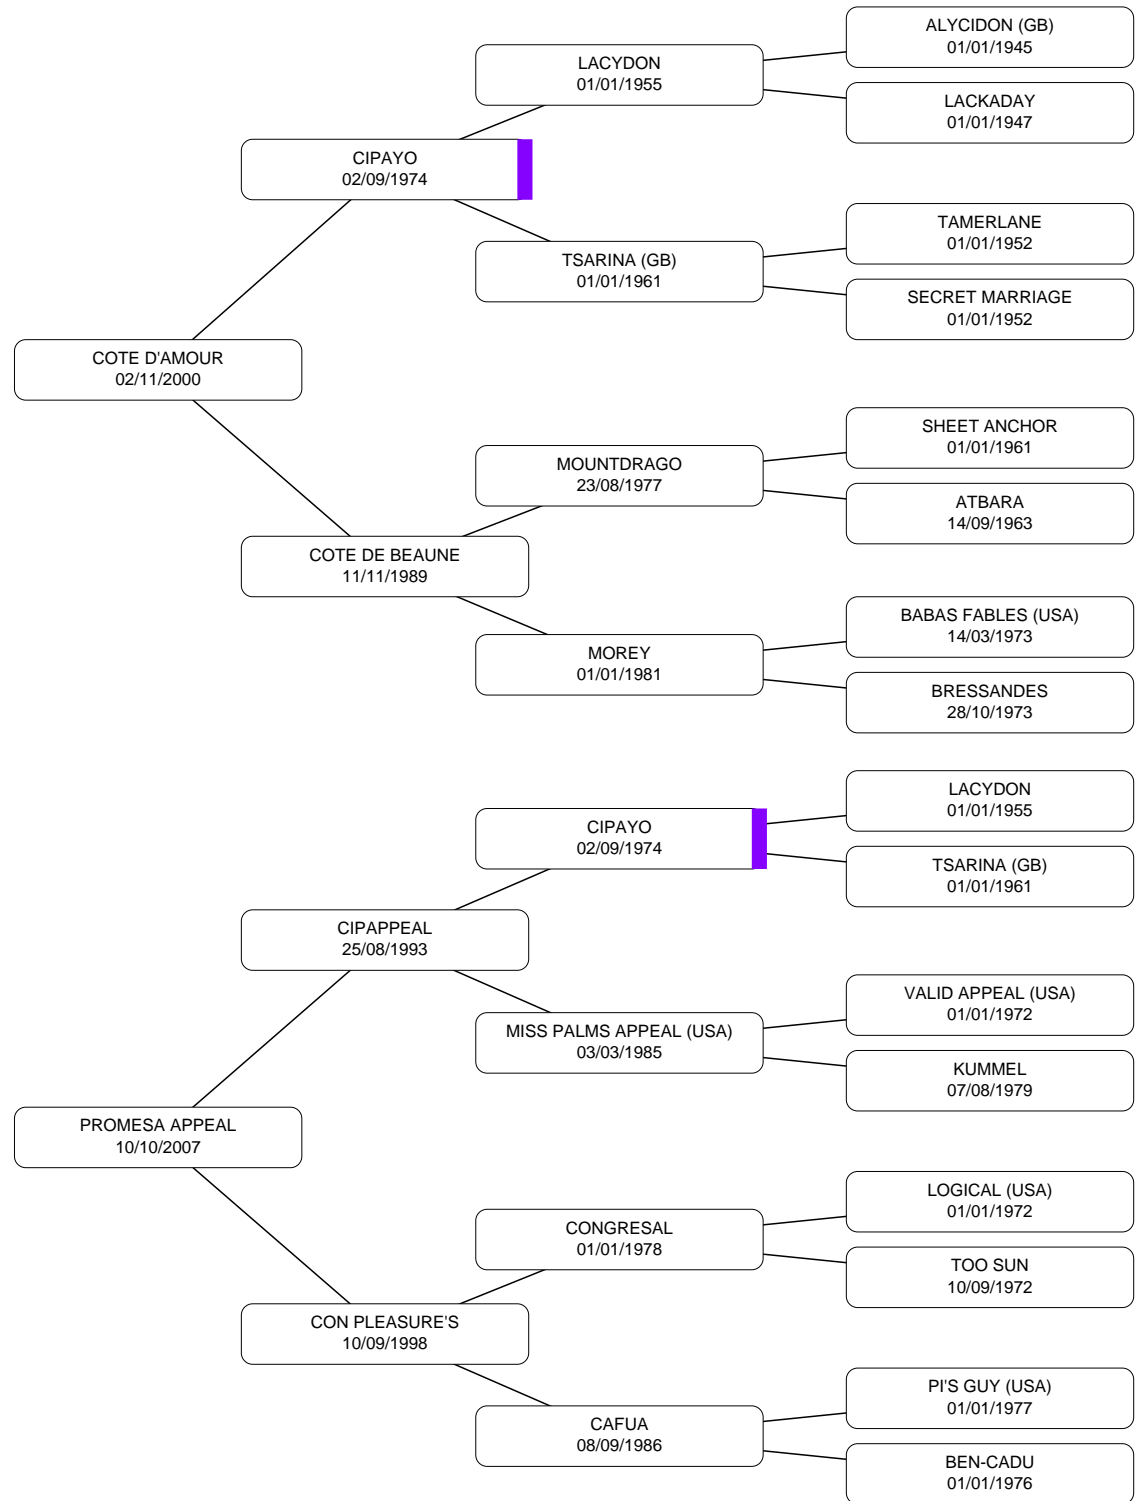 ALYCIDON (GB)
01/01/1945
LACYDON
01/01/1955
LACKADAY
01/01/1947
CIPAYO
02/09/1974
TAMERLANE
01/01/1952
TSARINA (GB)
01/01/1961
SECRET MARRIAGE
01/01/1952
COTE D'AMOUR
02/11/2000
SHEET ANCHOR
01/01/1961
MOUNTDRAGO
23/08/1977
ATBARA
14/09/1963
COTE DE BEAUNE
11/11/1989
BABAS FABLES (USA)
14/03/1973
MOREY
01/01/1981
BRESSANDES
28/10/1973
LACYDON
01/01/1955
CIPAYO
02/09/1974
TSARINA (GB)
01/01/1961
CIPAPPEAL
25/08/1993
VALID APPEAL (USA)
01/01/1972
MISS PALMS APPEAL (USA)
03/03/1985
KUMMEL
07/08/1979
PROMESA APPEAL
10/10/2007
LOGICAL (USA)
01/01/1972
CONGRESAL
01/01/1978
TOO SUN
10/09/1972
CON PLEASURE'S
10/09/1998
PI'S GUY (USA)
01/01/1977
CAFUA
08/09/1986
BEN-CADU
01/01/1976